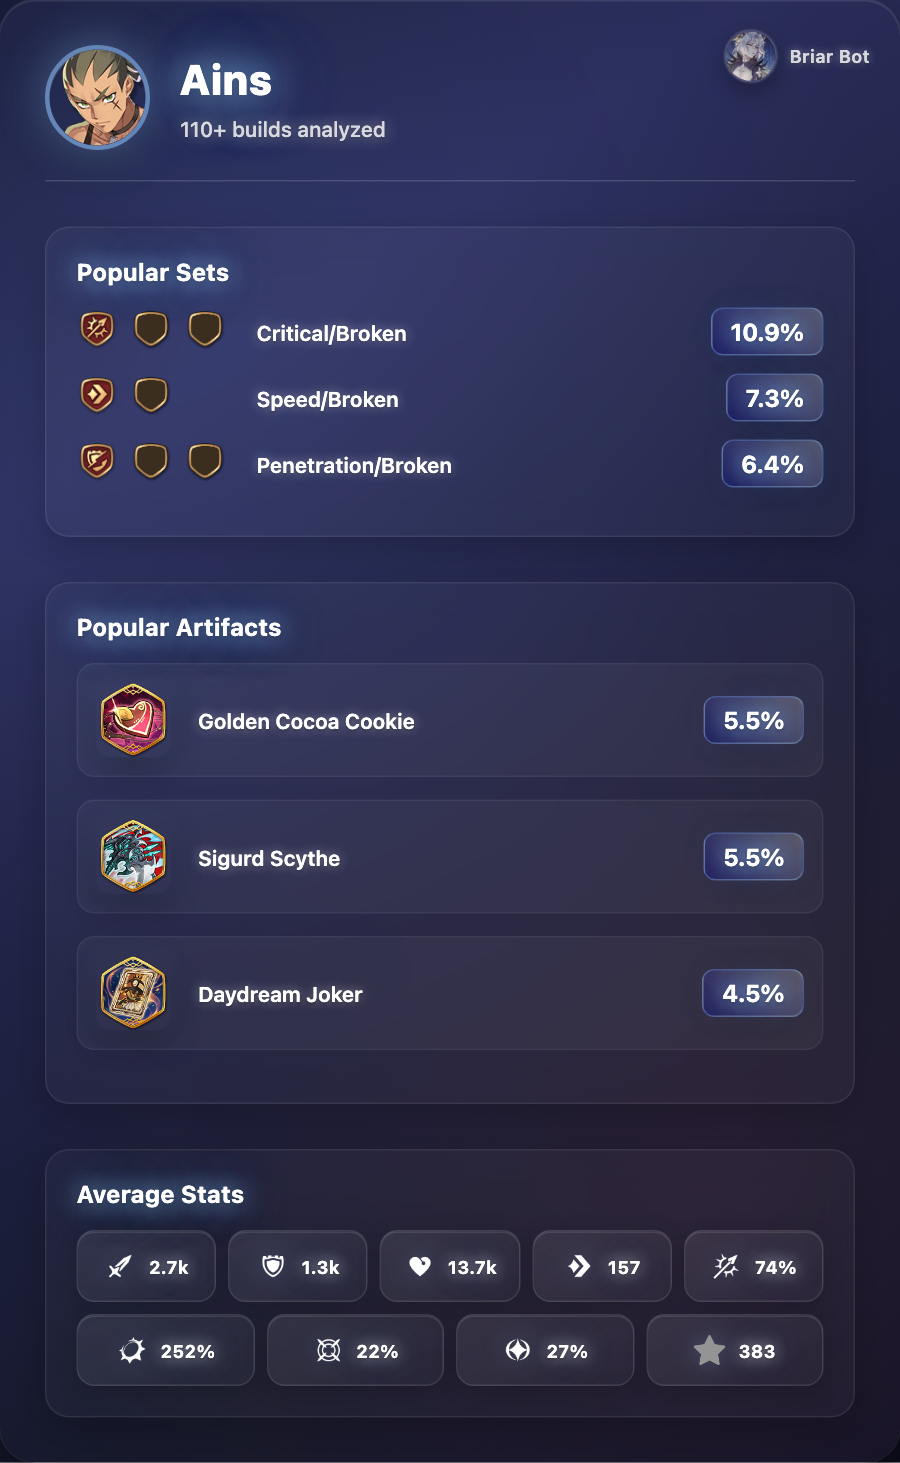 Ains
110+ builds analyzed
Briar Bot
Popular Sets
Critical/Broken
10.9%
Speed/Broken
7.3%
Penetration/Broken
6.4%
Popular Artifacts
Golden Cocoa Cookie
5.5%
Sigurd Scythe
5.5%
Daydream Joker
4.5%
Average Stats
2.7k
1.3k
13.7k
157
74%
252%
22%
27%
383